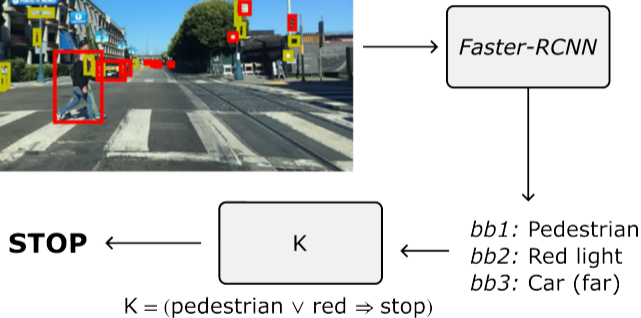 Faster-RCNN
bb1: Pedestrian
bb2: Red light
bb3: Car (far)
K
STOP
K = (pedestrian ∨ red ⇒ stop)